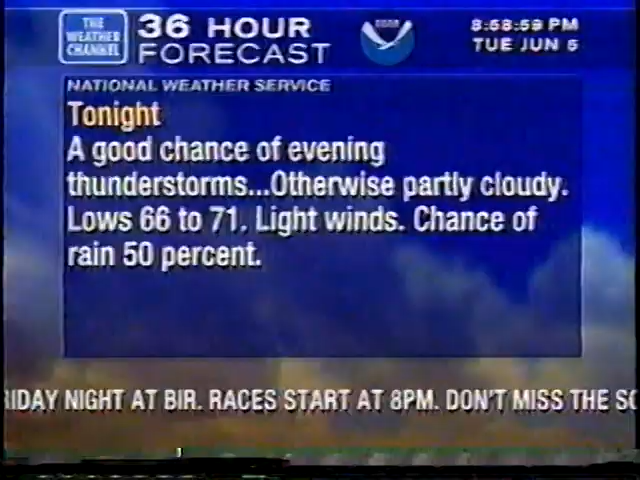 THE
WEATHER
CHANNEL
36 HOUR
FORECAST
8:58:59 PM
TUE JUN 5
NATIONAL WEATHER SERVICE
Tonight
A good chance of evening
thunderstorms...Otherwise partly cloudy.
Lows 66 to 71. Light winds. Chance of
rain 50 percent.
RIDAY NIGHT AT BIR. RACES START AT 8PM. DON'T MISS THE SC